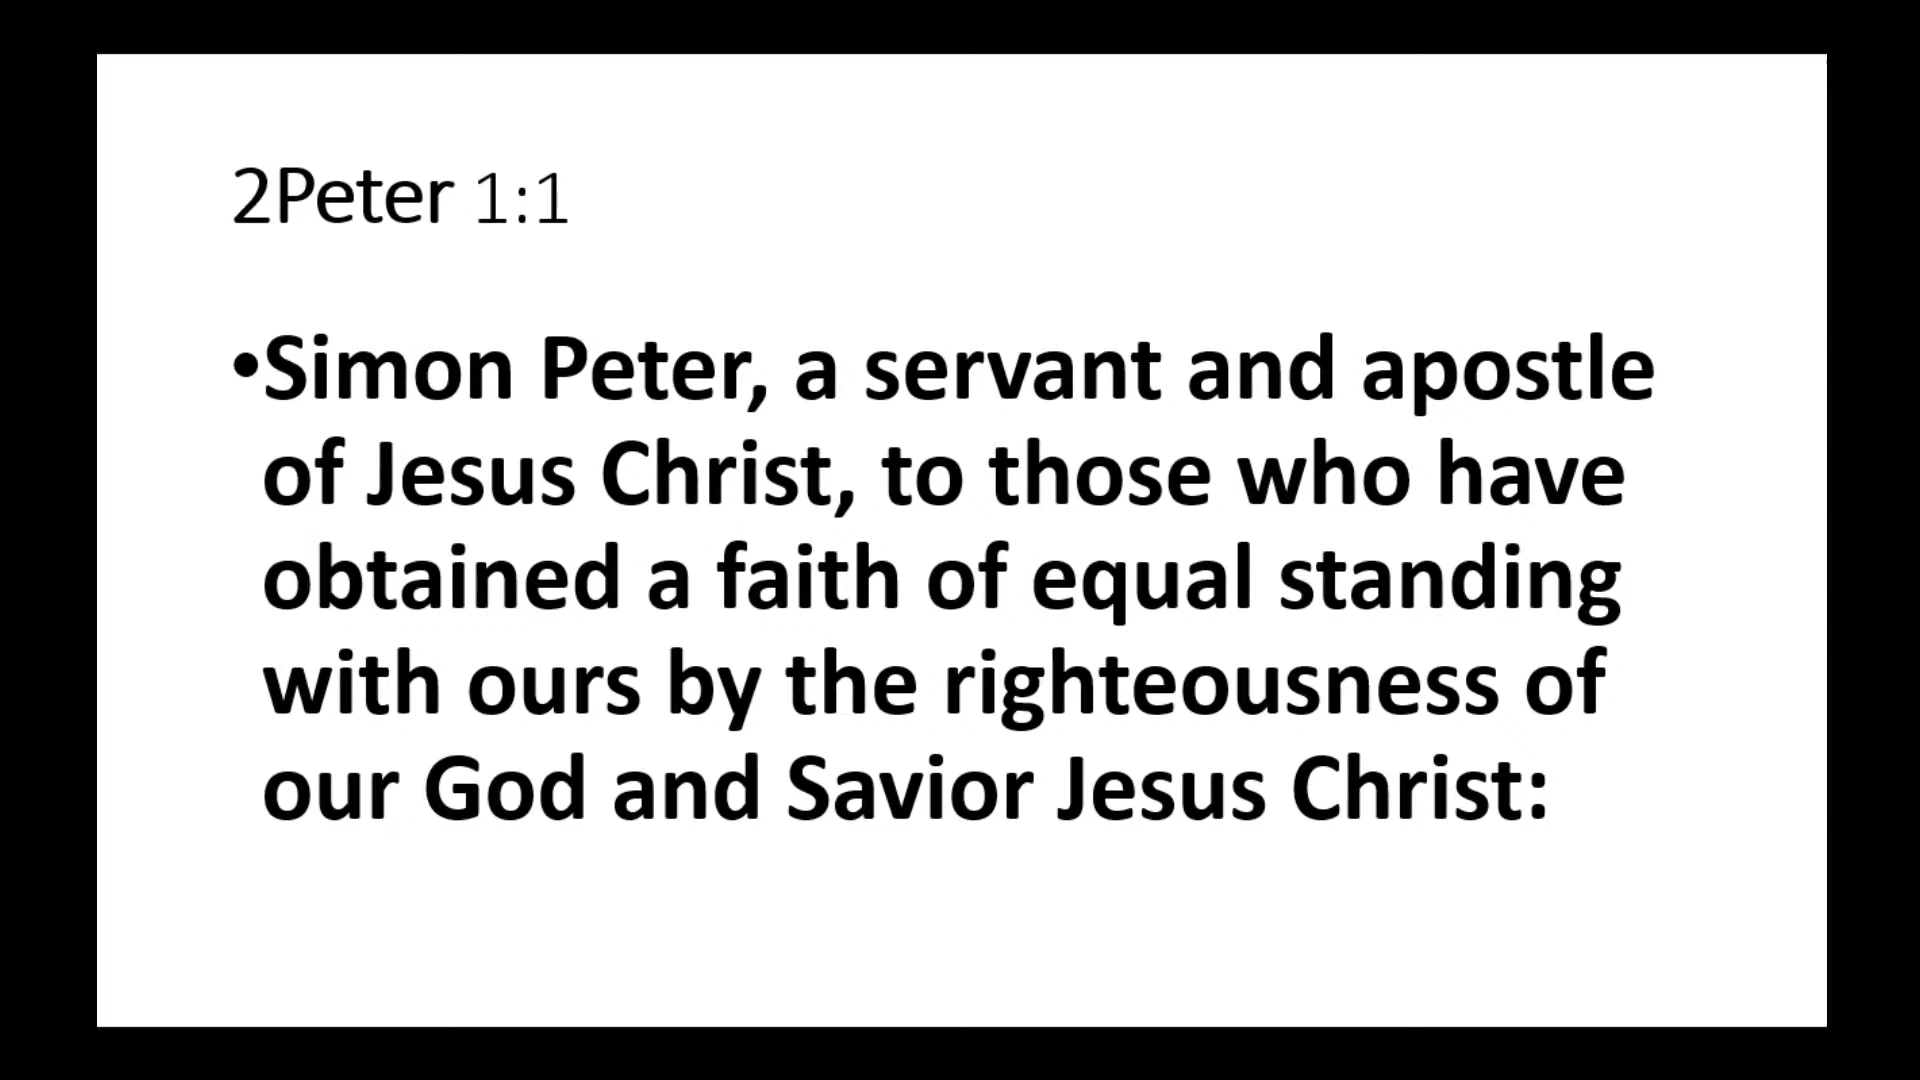 2Peter 1:1
•Simon Peter, a servant and apostle
of Jesus Christ, to those who have
obtained a faith of equal standing
with ours by the righteousness of
our God and Savior Jesus Christ: